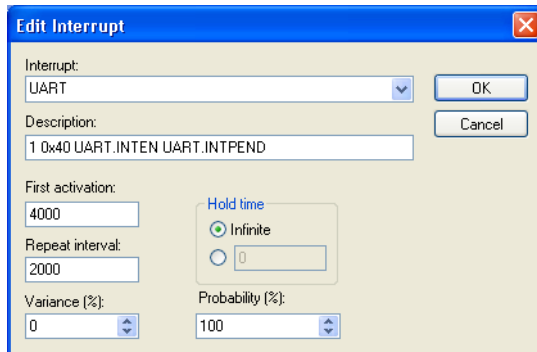 Edit Interrupt
Interrupt:
UART
OK
Description:
Cancel
1 0x40 UART.INTEN UART.INTPEND
First activation:
4000
Hold time
Infinite
Repeat interval:
0
2000
Variance (%):
Probability (%):
0
100